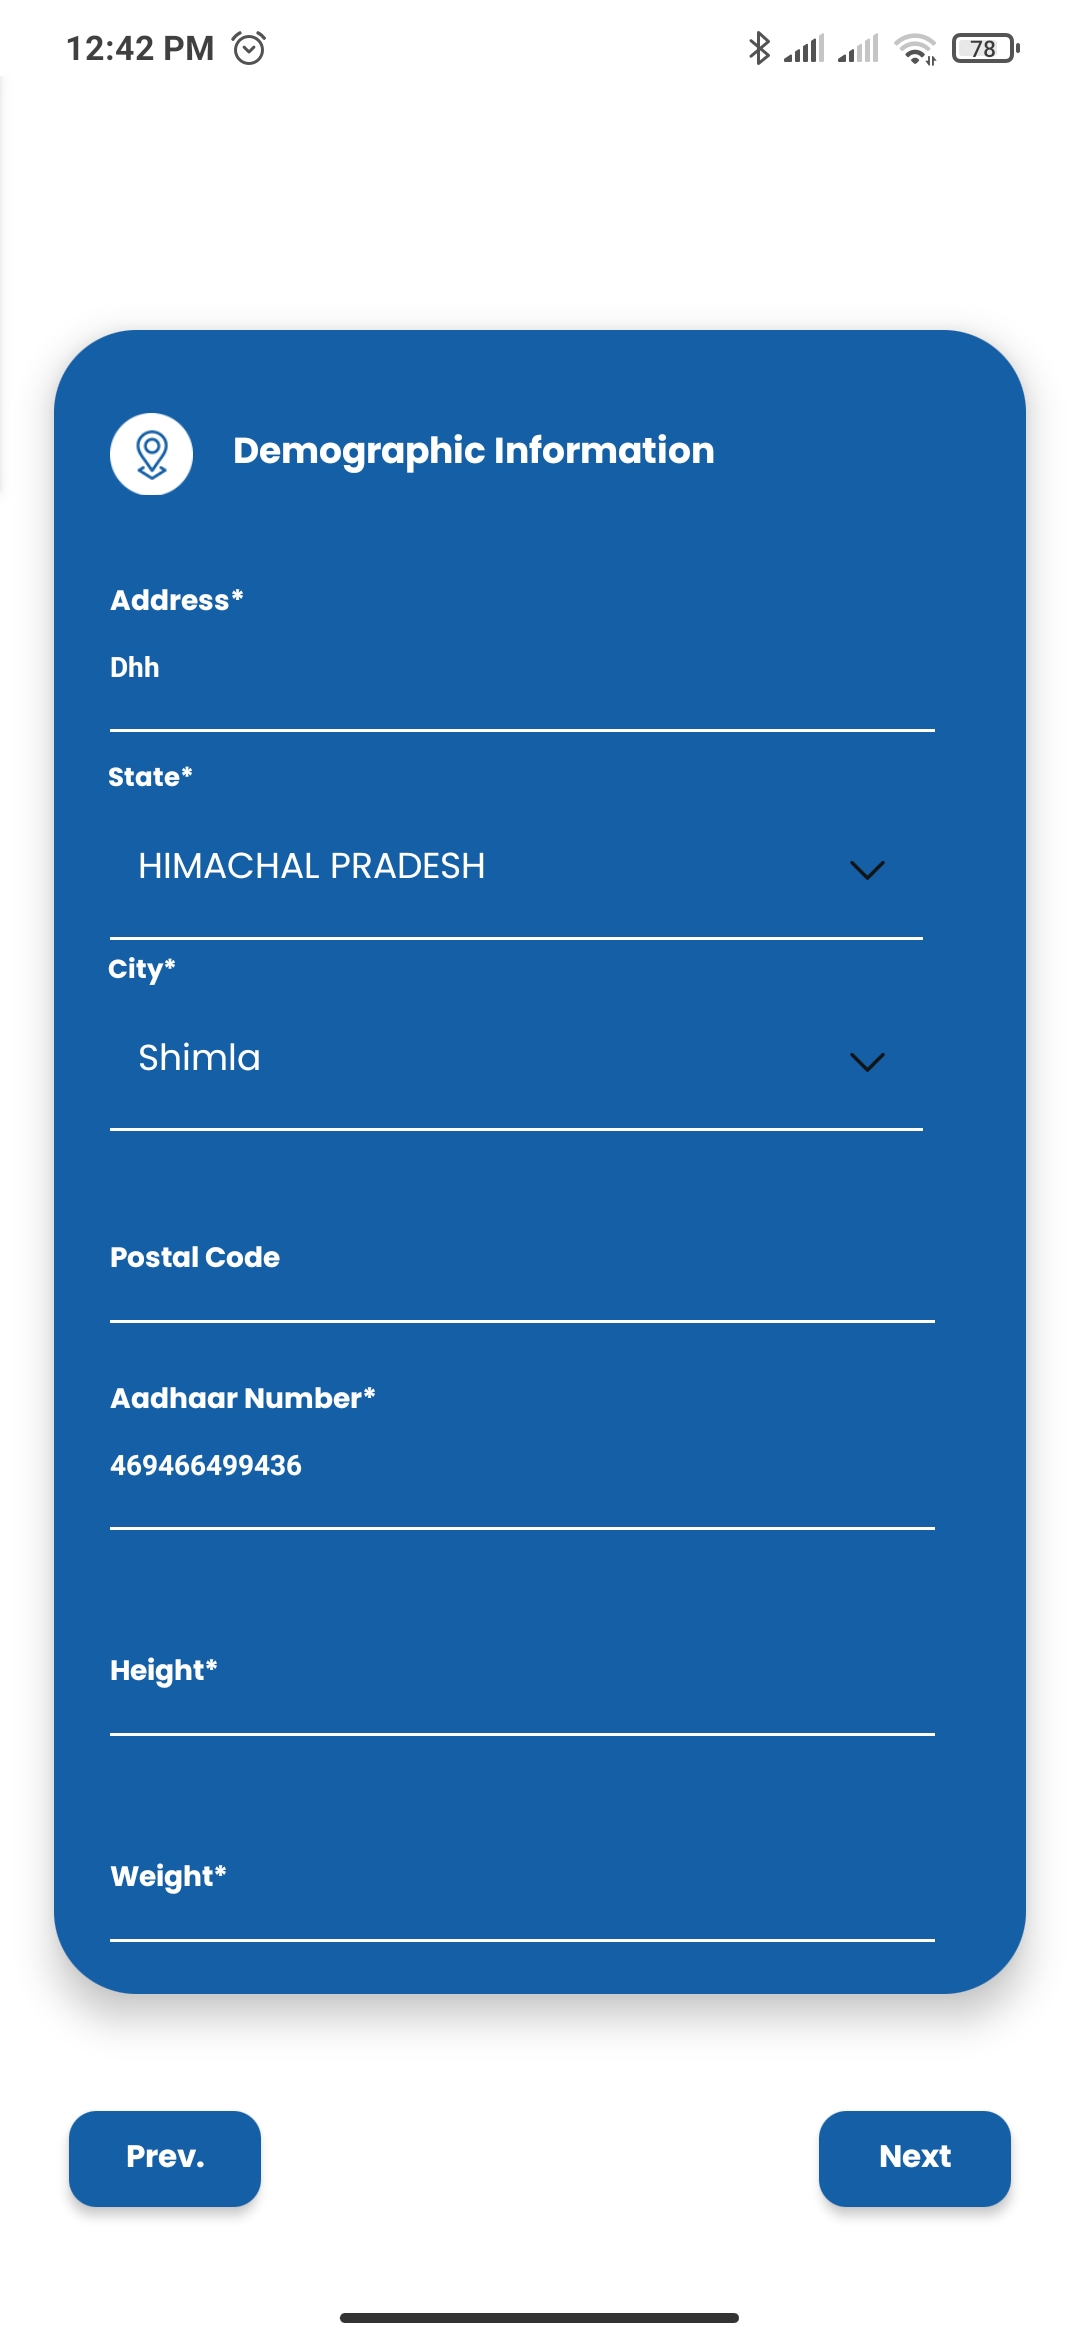 12:42 PM
78
Demographic Information
Address*
Dhh
State*
HIMACHAL PRADESH
City*
Shimla
Postal Code
Aadhaar Number*
469466499436
Height*
Weight*
Prev.
Next